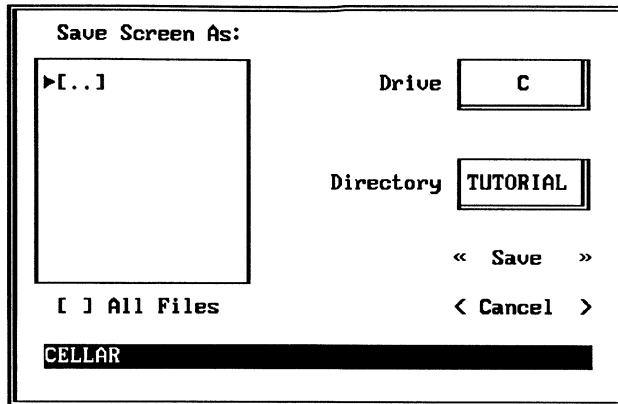 Save Screen As:
►[..]
Drive C
Directory TUTORIAL
« Save »
[ ] All Files
< Cancel >
CELLAR